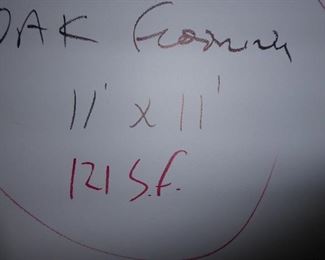 OAK Flooring
11' x 11'
121 S.F.